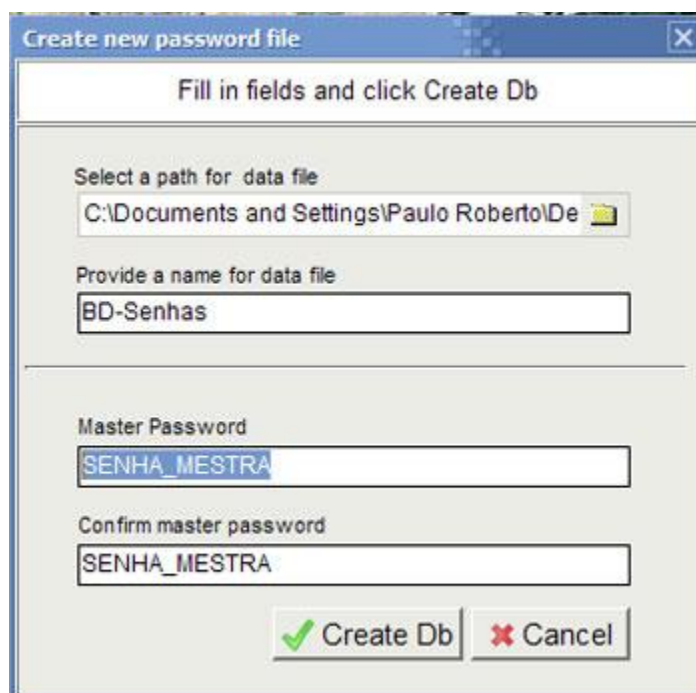 Create new password file
Fill in fields and click Create Db
Select a path for data file
C:\Documents and Settings\Paulo Roberto\De
Provide a name for data file
BD-Senhas
Master Password
SENHA_MESTRA
Confirm master password
SENHA_MESTRA
Create Db
Cancel